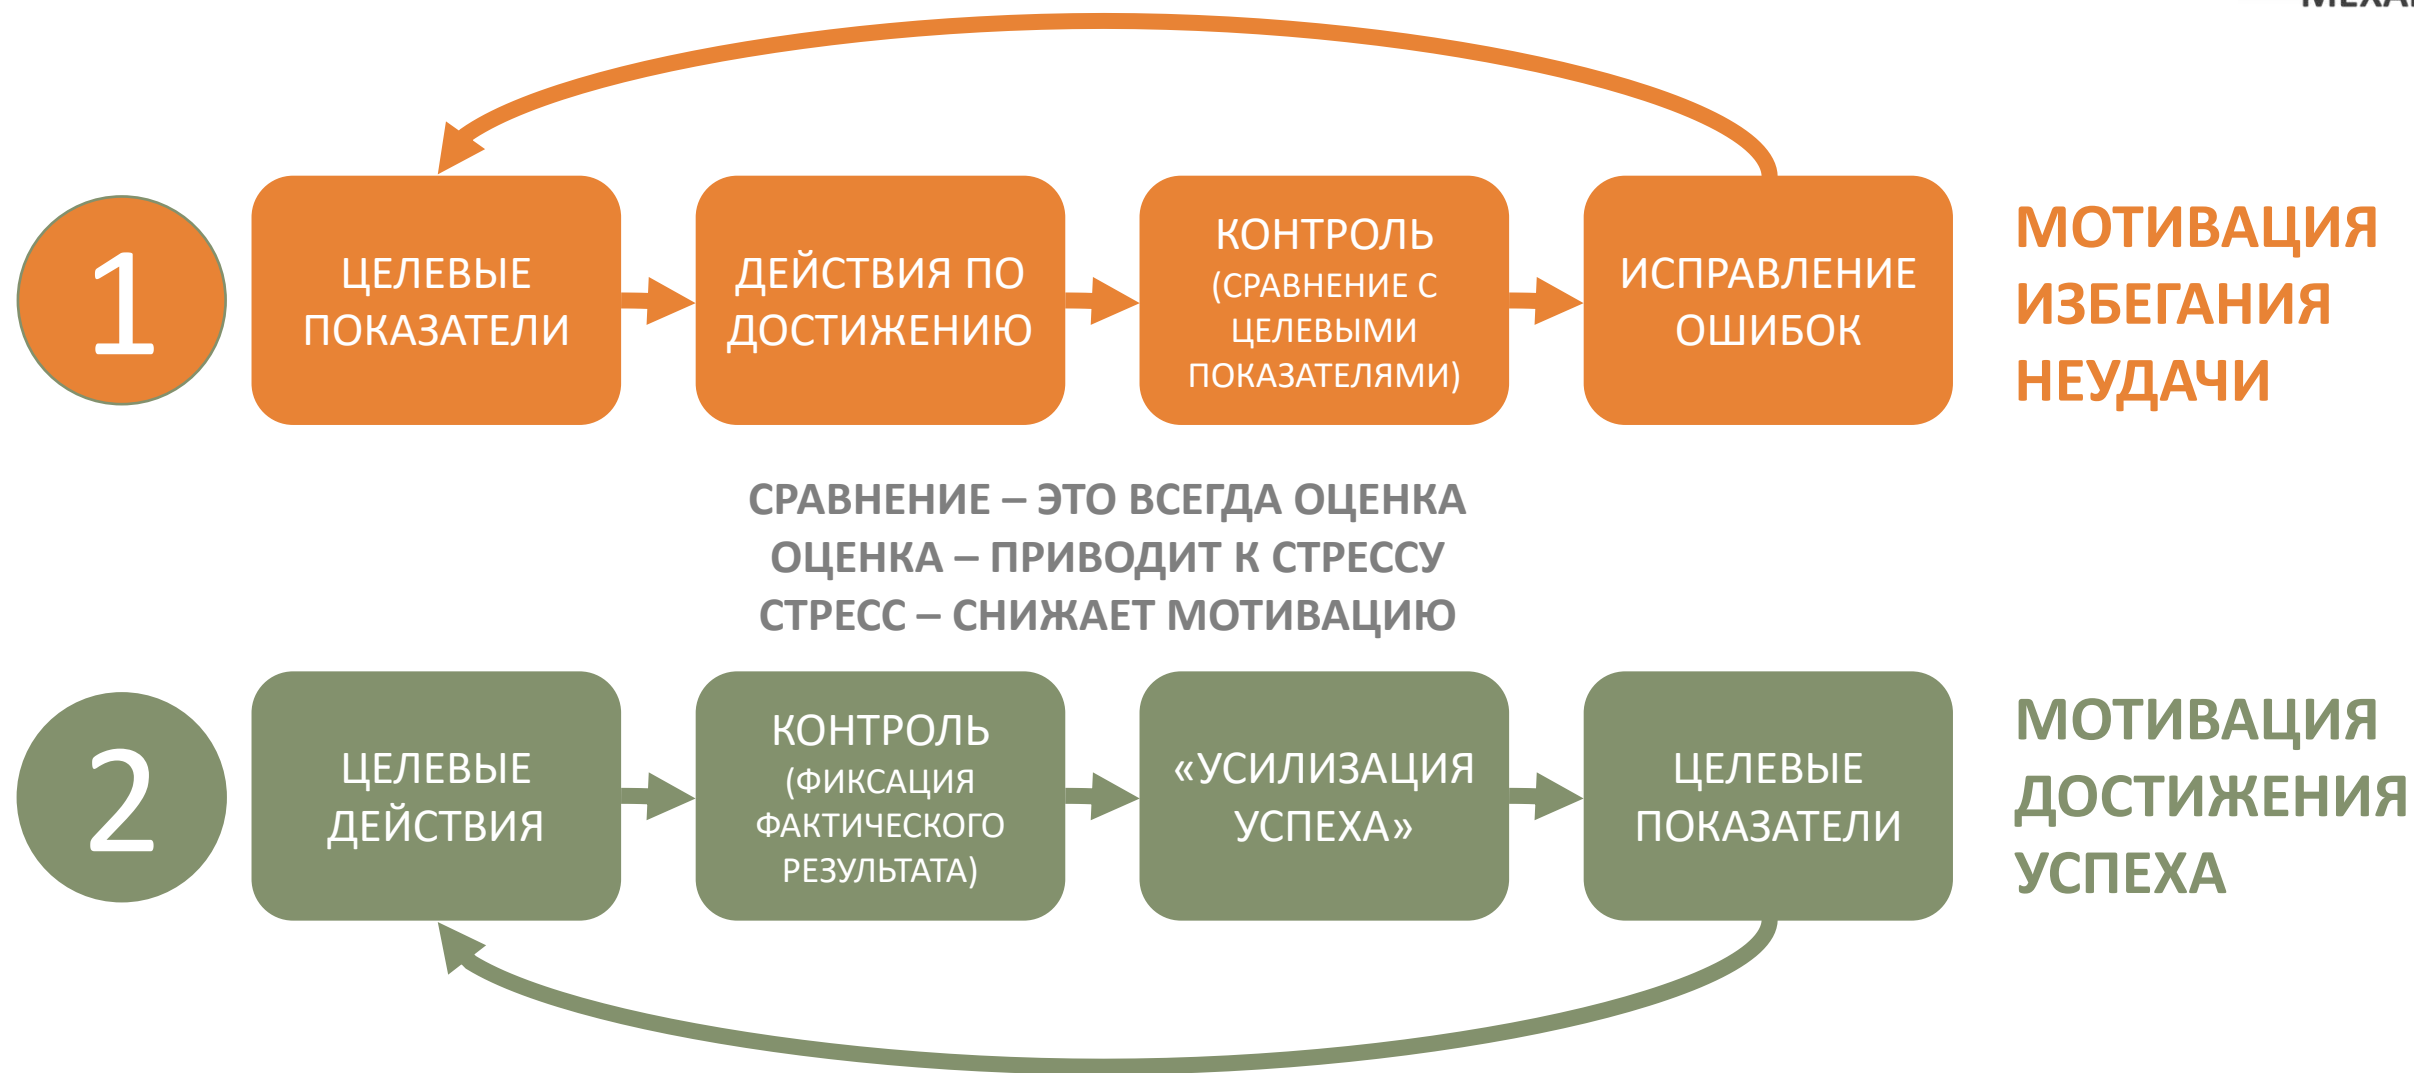 1
ЦЕЛЕВЫЕ
ПОКАЗАТЕЛИ
ДЕЙСТВИЯ ПО
ДОСТИЖЕНИЮ
КОНТРОЛЬ
(СРАВНЕНИЕ С
ЦЕЛЕВЫМИ
ПОКАЗАТЕЛЯМИ)
ИСПРАВЛЕНИЕ
ОШИБОК
МОТИВАЦИЯ
ИЗБЕГАНИЯ
НЕУДАЧИ
СРАВНЕНИЕ – ЭТО ВСЕГДА ОЦЕНКА
ОЦЕНКА – ПРИВОДИТ К СТРЕССУ
СТРЕСС – СНИЖАЕТ МОТИВАЦИЮ
2
ЦЕЛЕВЫЕ
ДЕЙСТВИЯ
КОНТРОЛЬ
(ФИКСАЦИЯ
ФАКТИЧЕСКОГО
РЕЗУЛЬТАТА)
«УСИЛИЗАЦИЯ
УСПЕХА»
ЦЕЛЕВЫЕ
ПОКАЗАТЕЛИ
МОТИВАЦИЯ
ДОСТИЖЕНИЯ
УСПЕХА